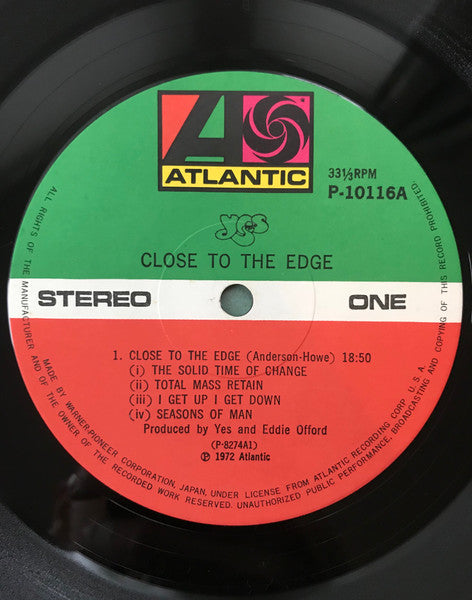 A
ATLANTIC
33⅓RPM
P-10116A
yes
CLOSE TO THE EDGE
STEREO
ONE
1. CLOSE TO THE EDGE (Anderson-Howe) 18:50
(i) THE SOLID TIME OF CHANGE
(ii) TOTAL MASS RETAIN
(iii) I GET UP I GET DOWN
(iv) SEASONS OF MAN
Produced by Yes and Eddie Offord
(P-8274A1)
℗ 1972 Atlantic
MADE BY WARNER-PIONEER CORPORATION, JAPAN, UNDER LICENSE FROM ATLANTIC RECORDING CORP. U.S.A.
ALL RIGHTS OF THE MANUFACTURER AND OF THE OWNER OF THE RECORDED WORK RESERVED. UNAUTHORIZED PUBLIC PERFORMANCE, BROADCASTING AND COPYING OF THIS RECORD PROHIBITED.